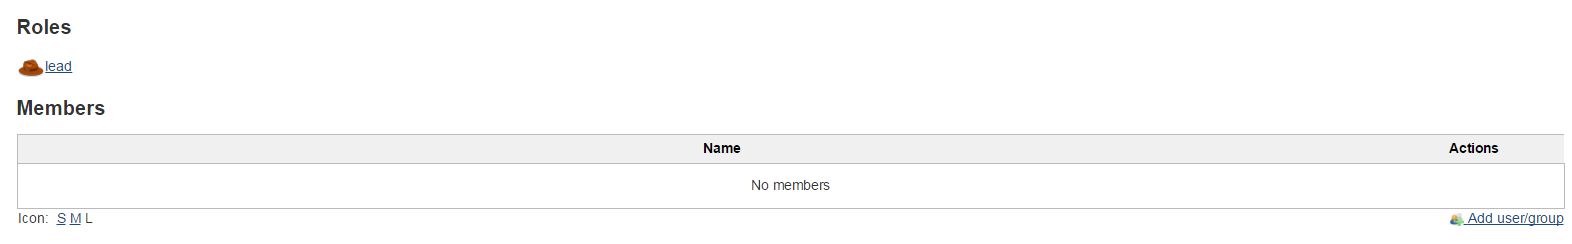 Roles
lead
Members
Name Actions
No members
Icon: S M L Add user/group